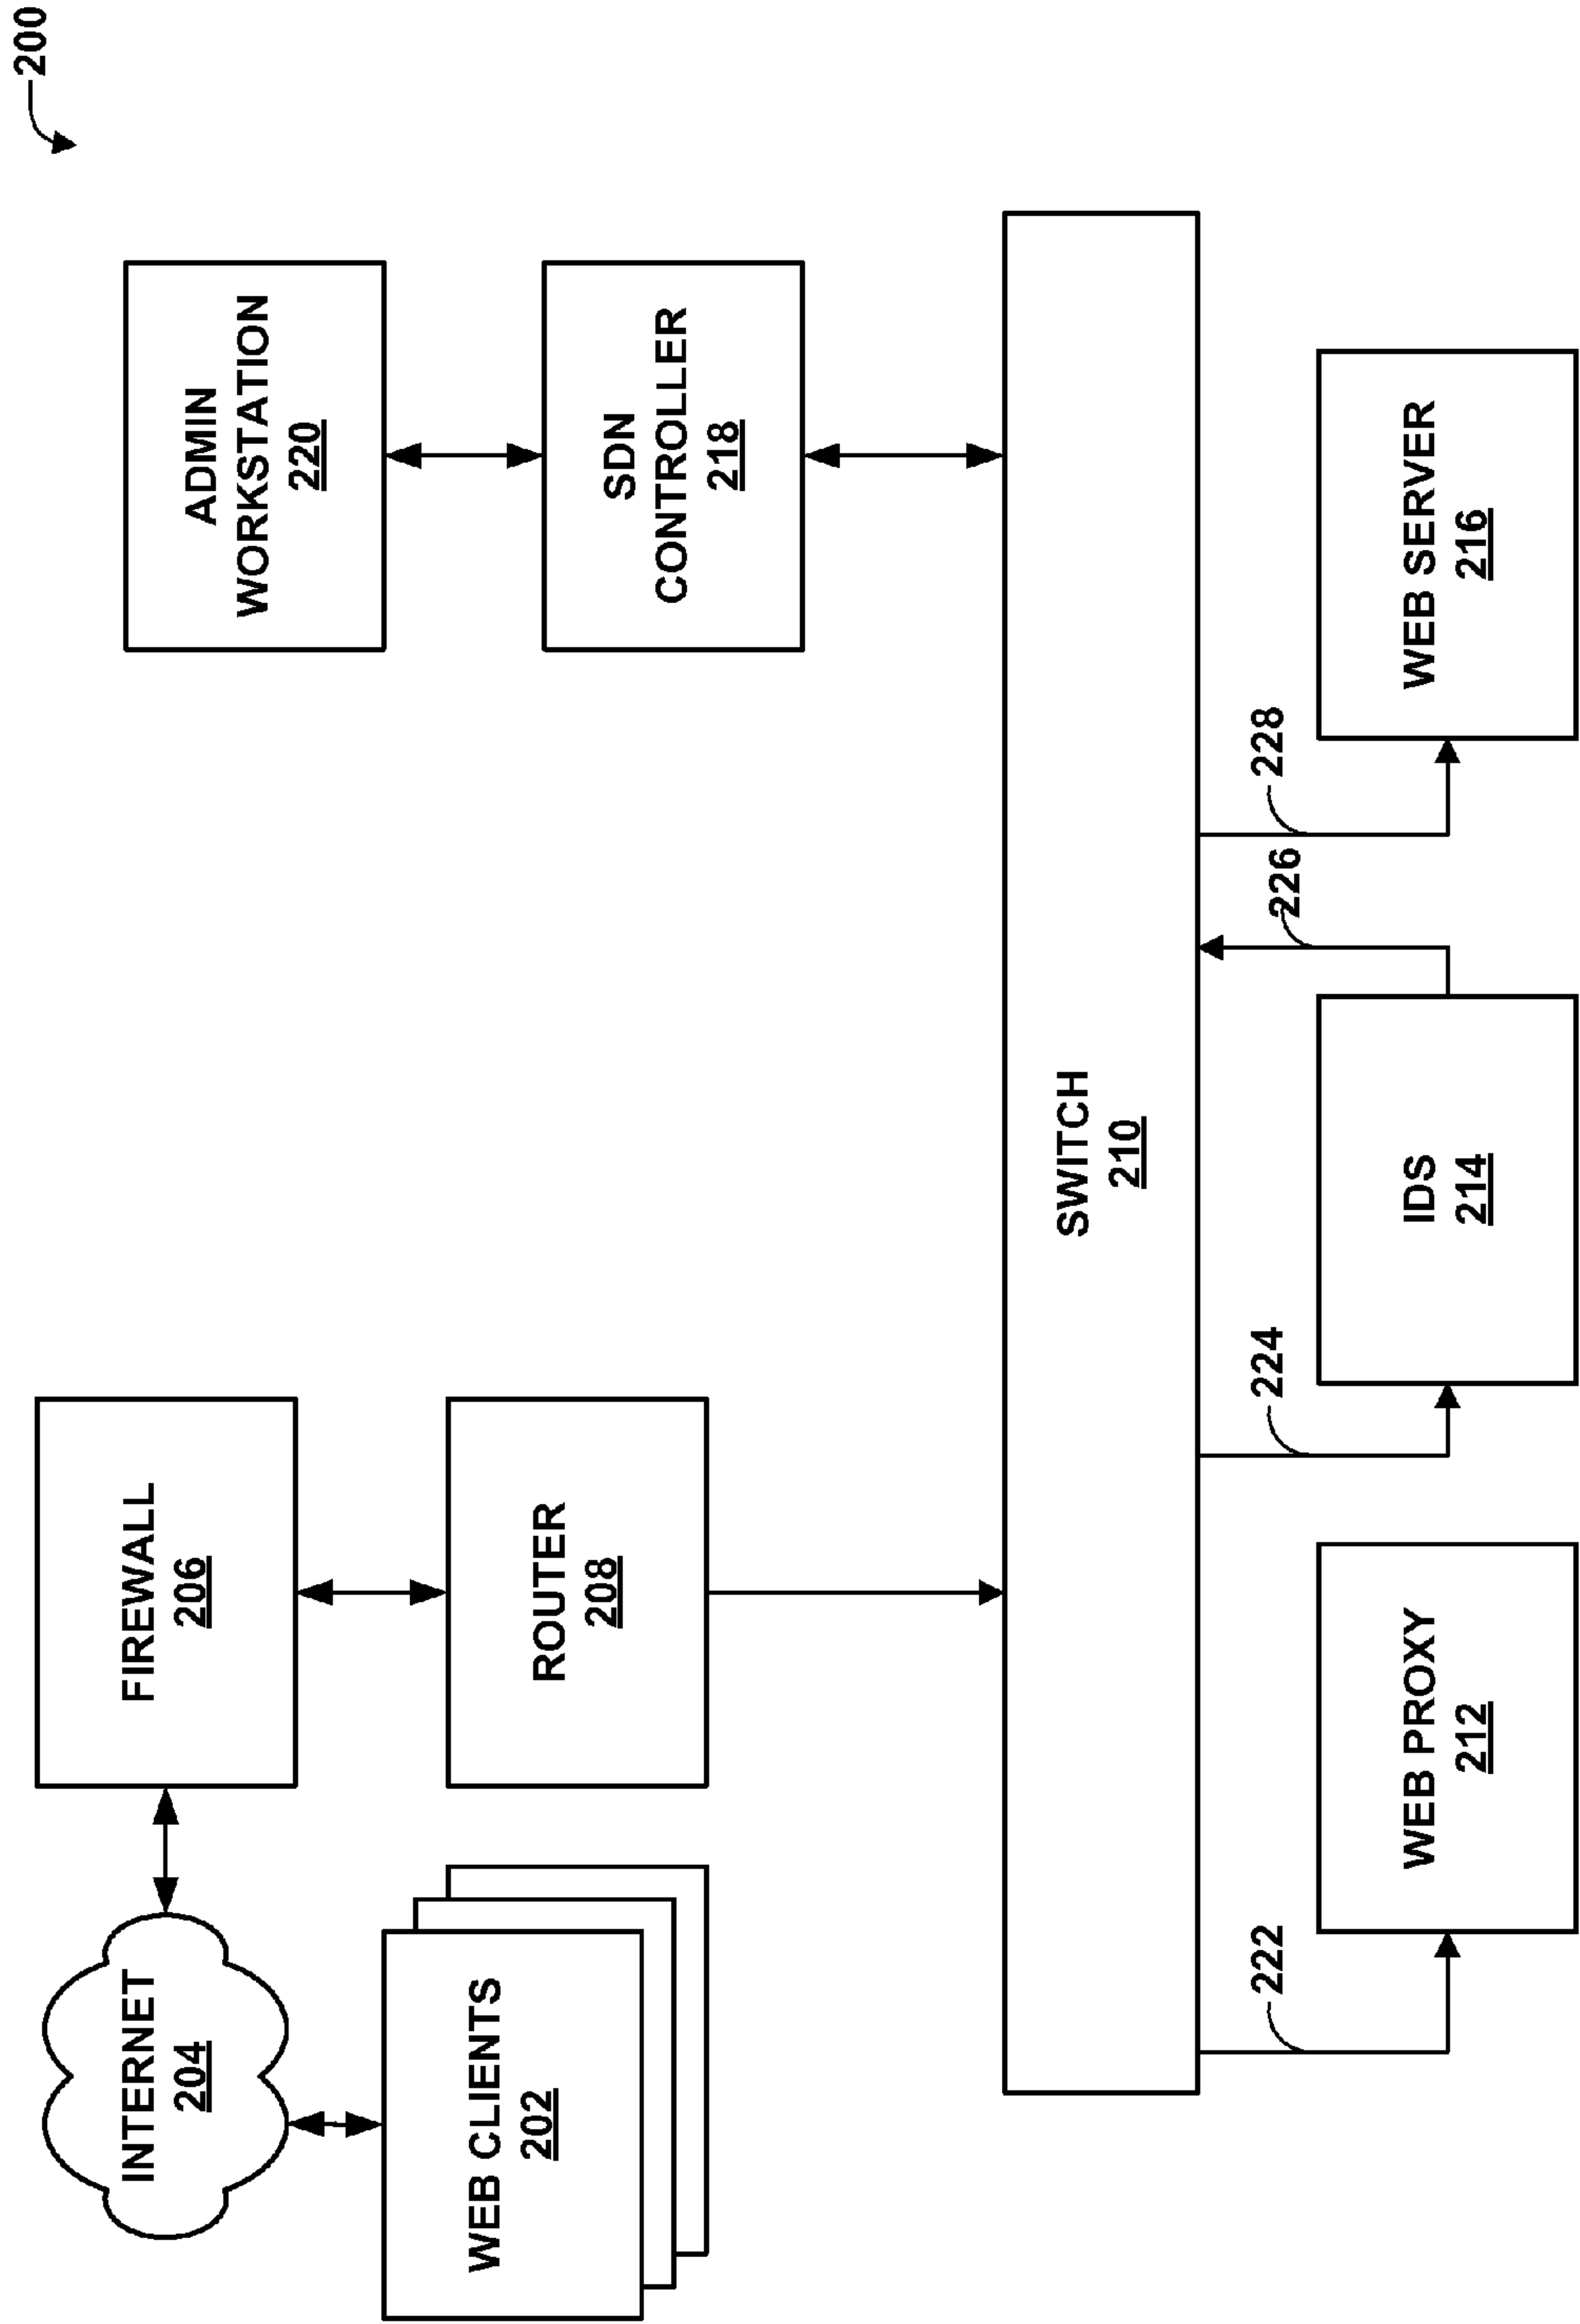 200
INTERNET
204
FIREWALL
206
ADMIN
WORKSTATION
220
WEB CLIENTS
202
ROUTER
208
SDN
CONTROLLER
218
SWITCH
210
222
224
226
228
WEB PROXY
212
IDS
214
WEB SERVER
216